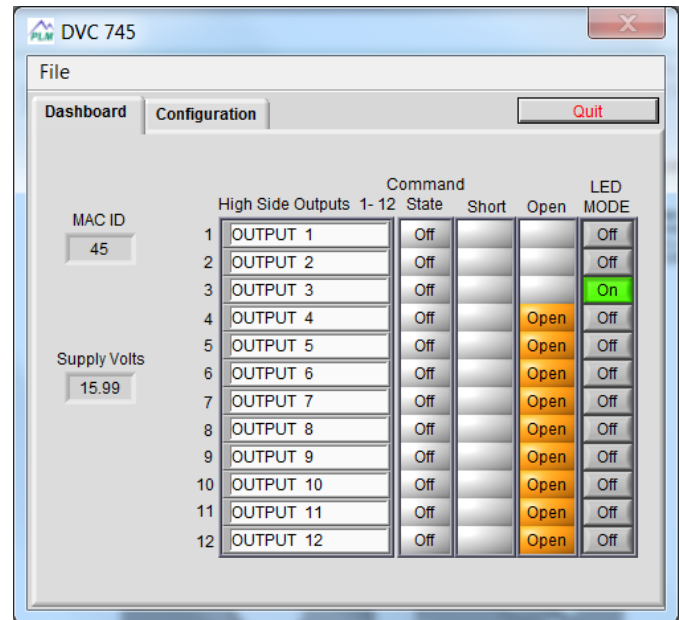 PLM DVC 745 X
File
Dashboard Configuration Quit
Command LED
High Side Outputs 1- 12 State Short Open MODE
MAC ID
45
1 OUTPUT 1 Off Off
2 OUTPUT 2 Off Off
3 OUTPUT 3 Off On
4 OUTPUT 4 Off Open Off
5 OUTPUT 5 Off Open Off
Supply Volts
15.99
6 OUTPUT 6 Off Open Off
7 OUTPUT 7 Off Open Off
8 OUTPUT 8 Off Open Off
9 OUTPUT 9 Off Open Off
10 OUTPUT 10 Off Open Off
11 OUTPUT 11 Off Open Off
12 OUTPUT 12 Off Open Off